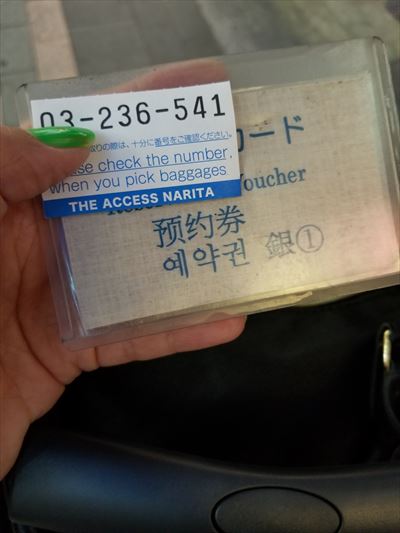 03-236-541
取りの際は、十分に番号をご確認ください。
se check the number,
when you pick baggages
THE ACCESS NARITA
カード
Voucher
预约券
예약권 銀①